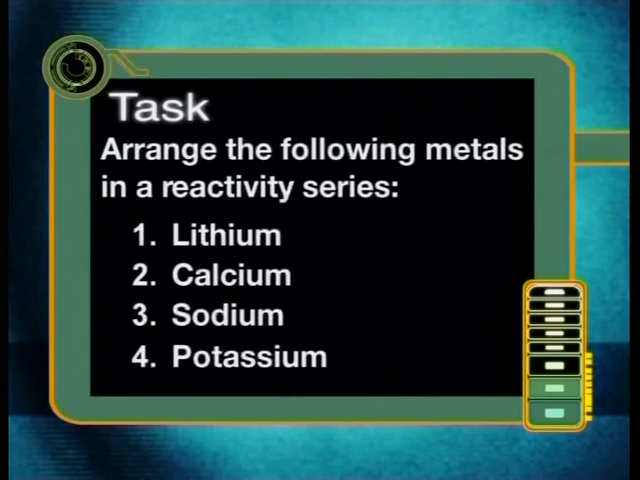 Task
Arrange the following metals
in a reactivity series:
1. Lithium
2. Calcium
3. Sodium
4. Potassium